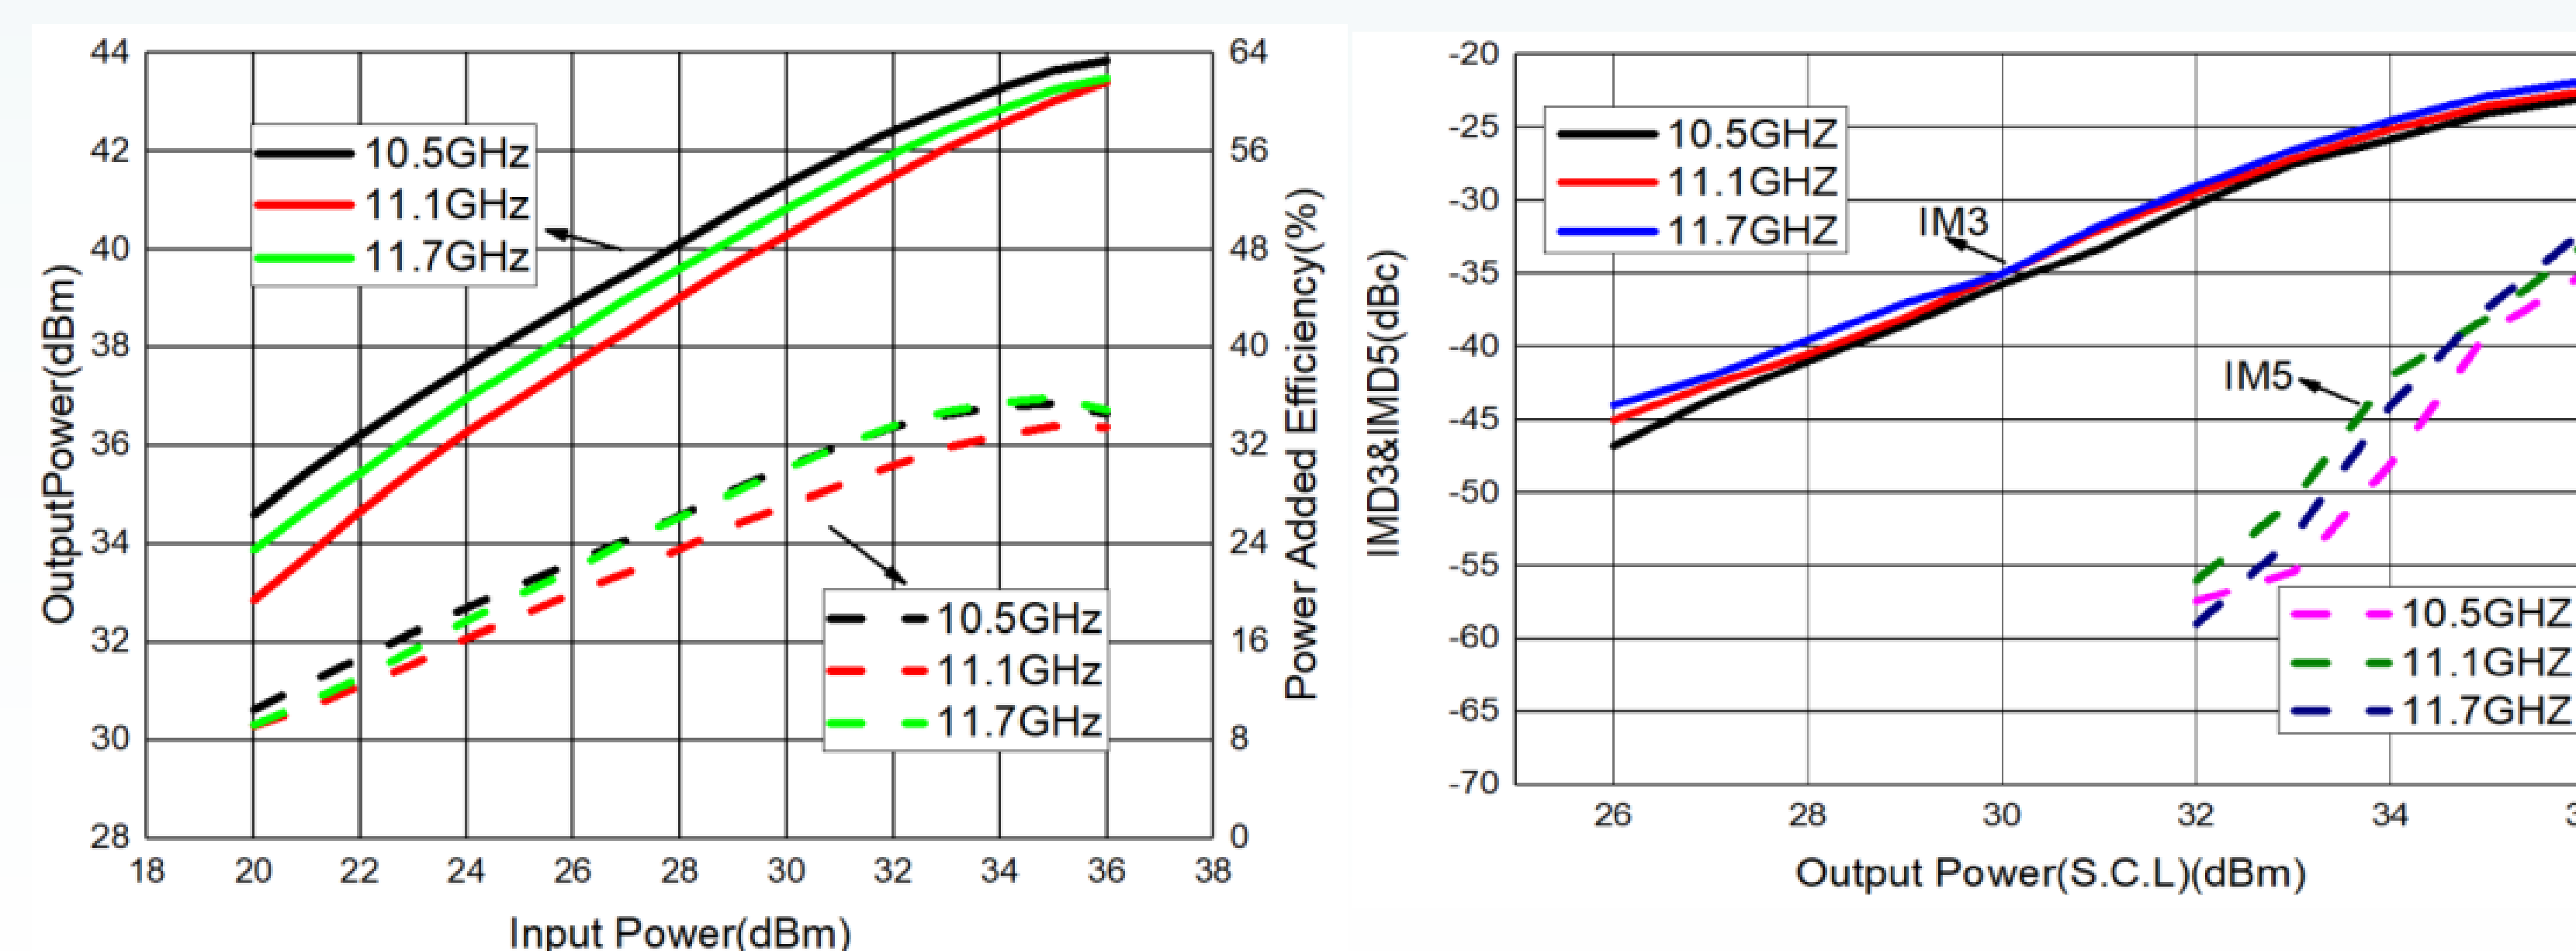 44
42
40
38
36
34
32
30
28
OutputPower(dBm)
10.5GHz
11.1GHz
11.7GHz
64
56
48
40
32
24
16
8
0
Power Added Efficiency(%)
10.5GHz
11.1GHz
11.7GHz
18 20 22 24 26 28 30 32 34 36 38
Input Power(dBm)
-20
-25
-30
-35
-40
-45
-50
-55
-60
-65
-70
IMD3&IMD5(dBc)
10.5GHZ
11.1GHZ
11.7GHZ
IM3
IM5
10.5GHZ
11.1GHZ
11.7GHZ
26 28 30 32 34
Output Power(S.C.L)(dBm)